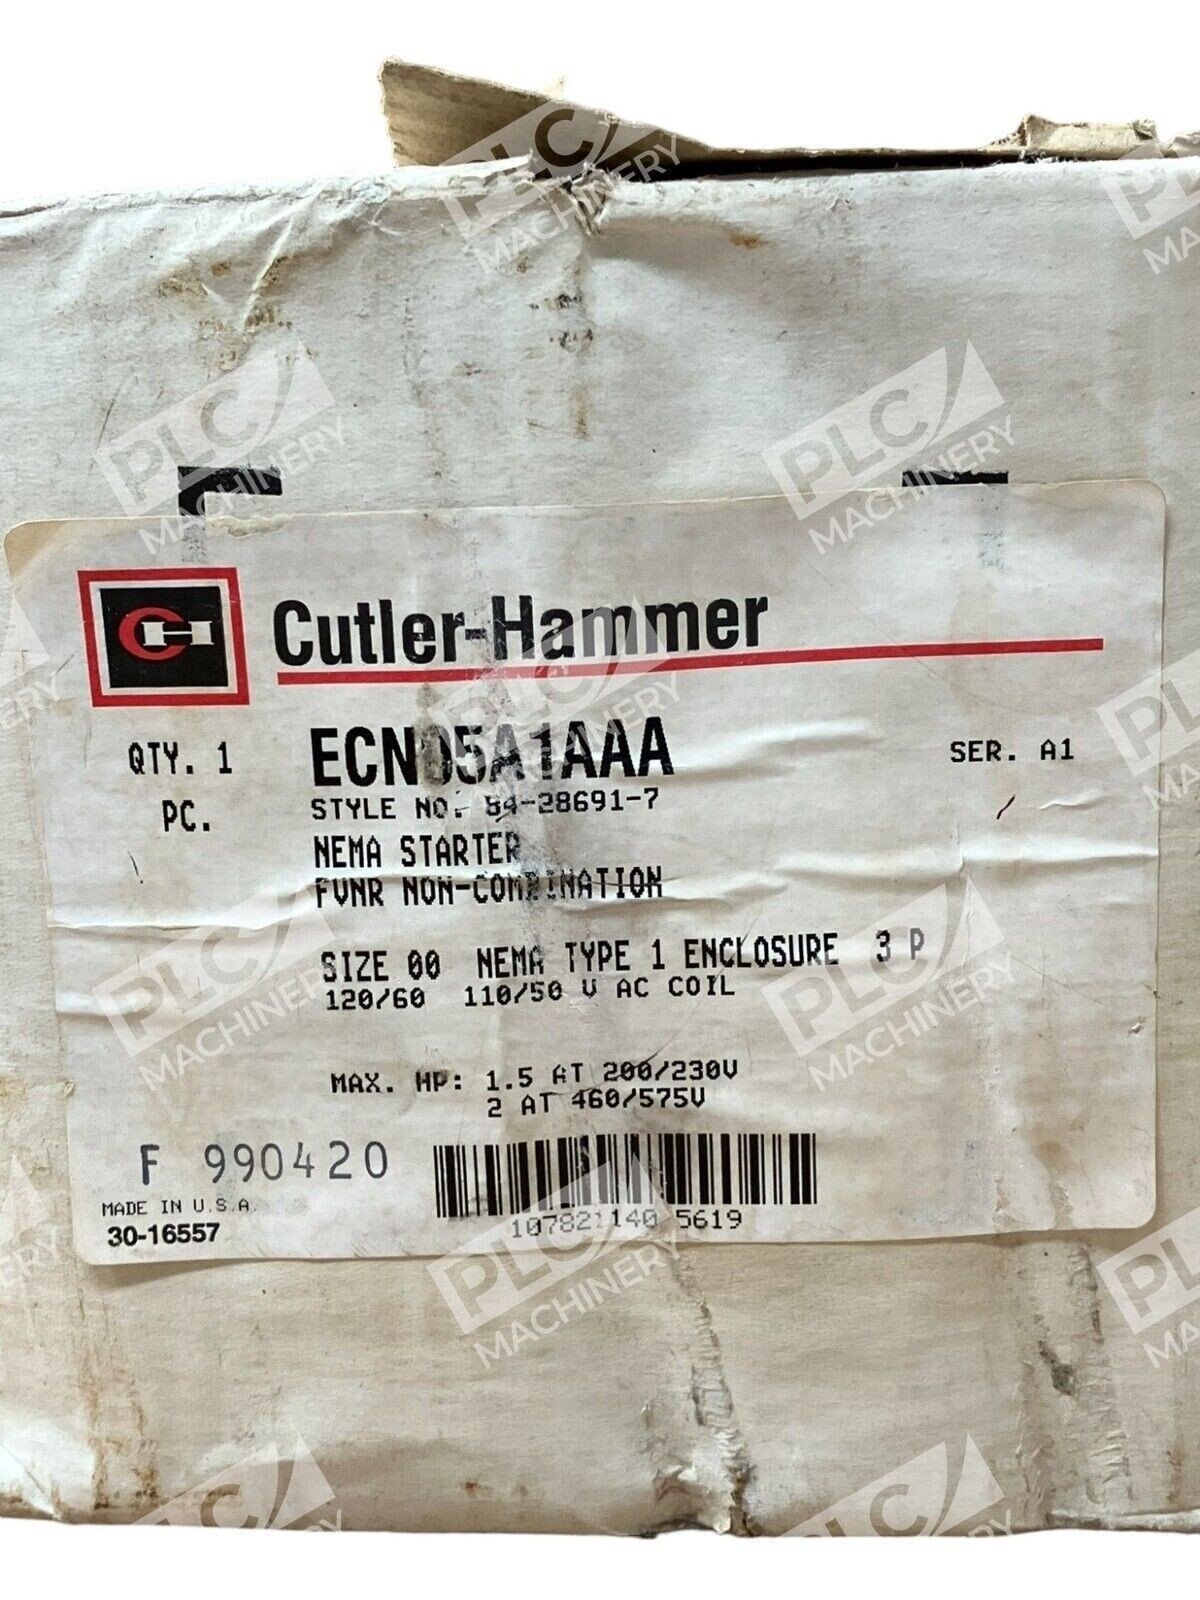 CH Cutler-Hammer
QTY. 1 PC.
ECN05A1AAA
SER. A1
STYLE NO. 84-28691-7
NEMA STARTER
FVNR NON-COMBINATION
SIZE 00 NEMA TYPE 1 ENCLOSURE 3 P
120/60 110/50 V AC COIL
MAX. HP: 1.5 AT 200/230V
2 AT 460/575V
F 990420
MADE IN U.S.A.
30-16557
107821140 5619
PLC MACHINERY